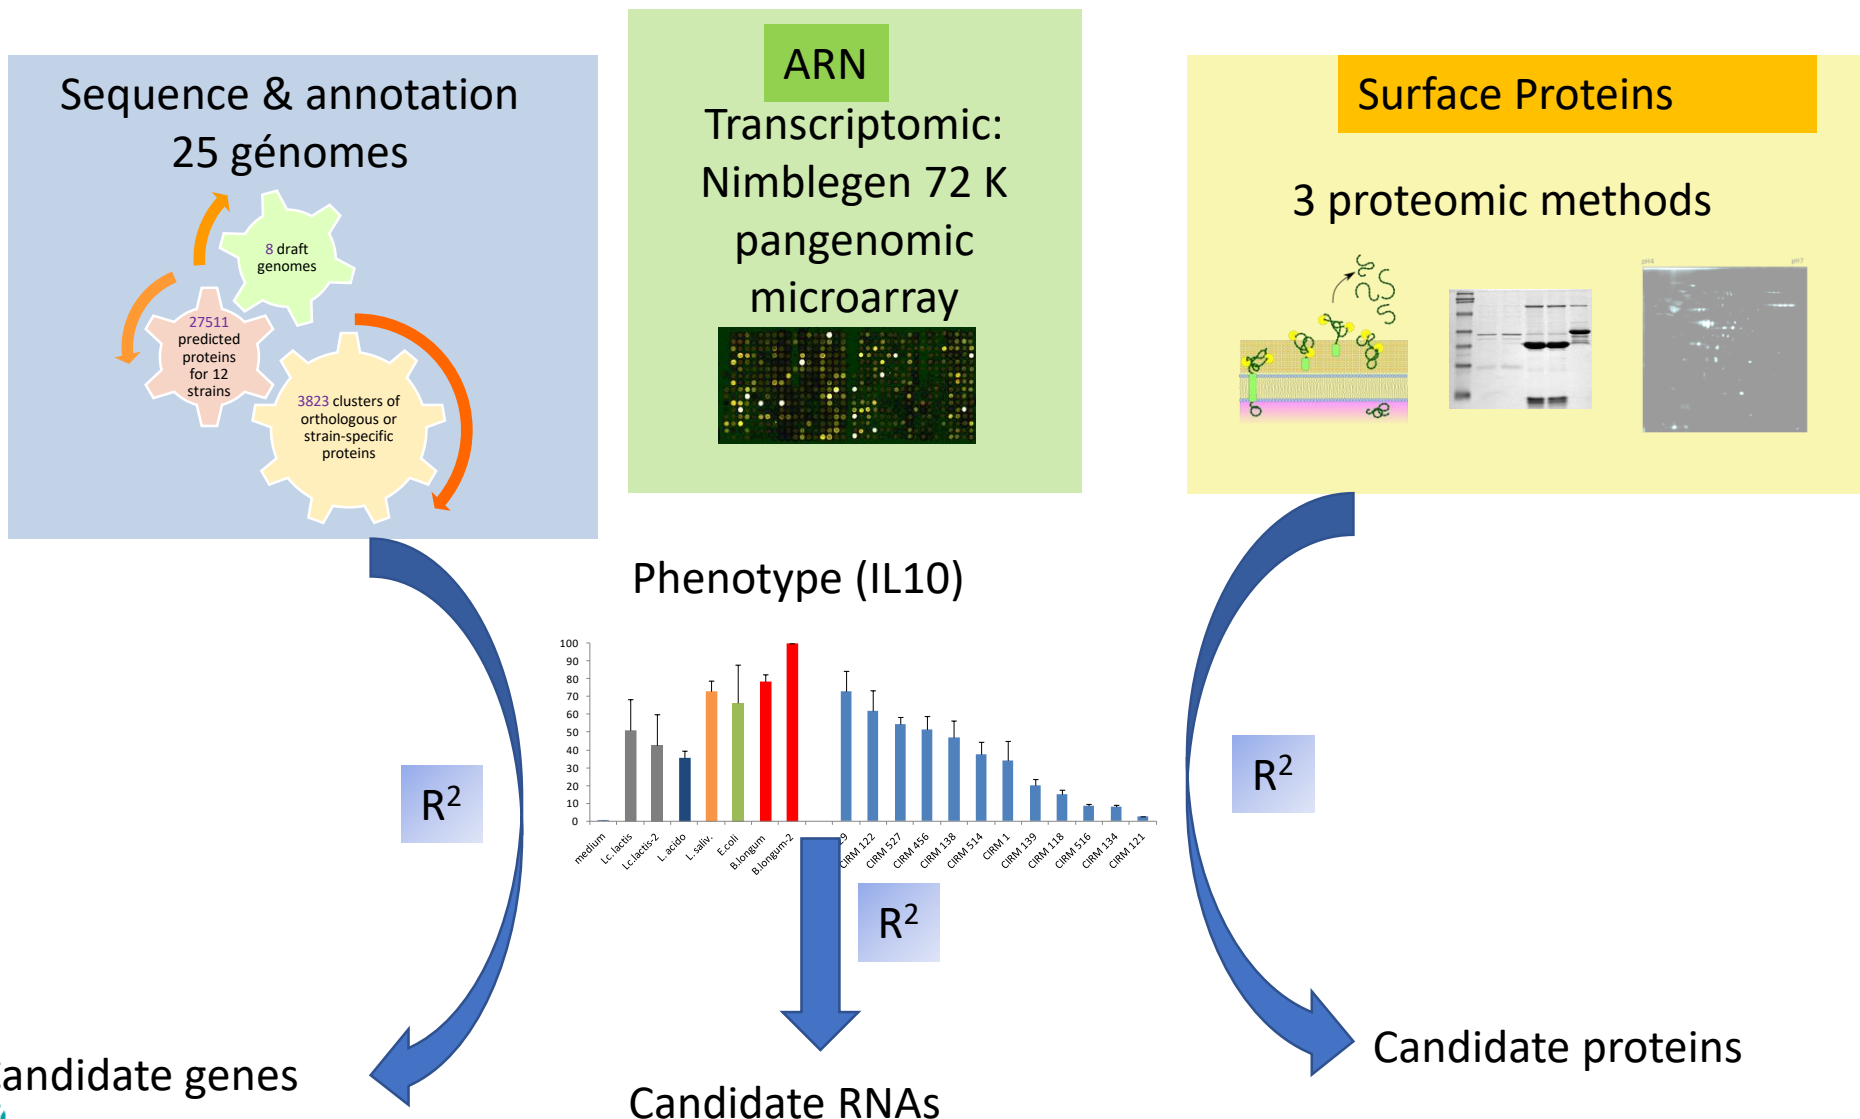 Sequence & annotation
25 génomes
8 draft
genomes
27511
predicted
proteins
for 12
strains
3823 clusters of
orthologous or
strain-specific
proteins
ARN
Transcriptomic:
Nimblegen 72 K
pangenomic
microarray
Surface Proteins
3 proteomic methods
pH4
pH7
Phenotype (IL10)
100
90
80
70
60
50
40
30
20
10
0
medium
Lc. lactis
Lc.lactis-2
L. acido
L. saliv.
E.coli
B.longum
B.longum-2
CIRM 122
CIRM 527
CIRM 456
CIRM 138
CIRM 514
CIRM 1
CIRM 139
CIRM 118
CIRM 516
CIRM 134
CIRM 121
R²
R²
R²
andidate genes
Candidate RNAs
Candidate proteins